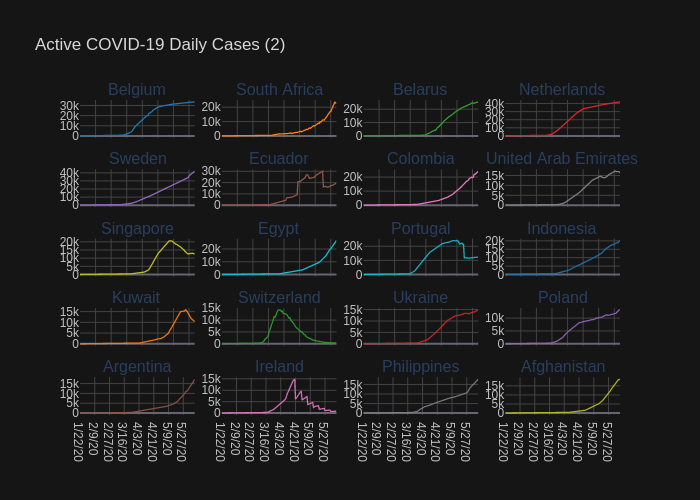 Active COVID-19 Daily Cases (2)
Belgium South Africa Belarus Netherlands
30k 20k 10k 0
20k 10k 0
20k 10k 0
40k 30k 20k 10k 0
Sweden Ecuador Colombia United Arab Emirates
40k 30k 20k 10k 0
30k 20k 10k 0
20k 10k 0
15k 10k 5k 0
Singapore Egypt Portugal Indonesia
20k 15k 10k 5k 0
20k 10k 0
20k 10k 0
20k 15k 10k 5k 0
Kuwait Switzerland Ukraine Poland
15k 10k 5k 0
15k 10k 5k 0
15k 10k 5k 0
10k 5k 0
Argentina Ireland Philippines Afghanistan
15k 10k 5k 0
15k 10k 5k 0
15k 10k 5k 0
15k 10k 5k 0
1/22/20 2/9/20 2/27/20 3/16/20 4/3/20 4/21/20 5/9/20 5/27/20
1/22/20 2/9/20 2/27/20 3/16/20 4/3/20 4/21/20 5/9/20 5/27/20
1/22/20 2/9/20 2/27/20 3/16/20 4/3/20 4/21/20 5/9/20 5/27/20
1/22/20 2/9/20 2/27/20 3/16/20 4/3/20 4/21/20 5/9/20 5/27/20